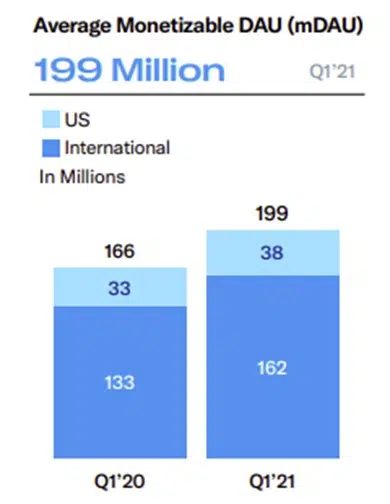 Average Monetizable DAU (mDAU)
199 Million Q1'21
US
International
In Millions
166
33
133
Q1'20
199
38
162
Q1'21